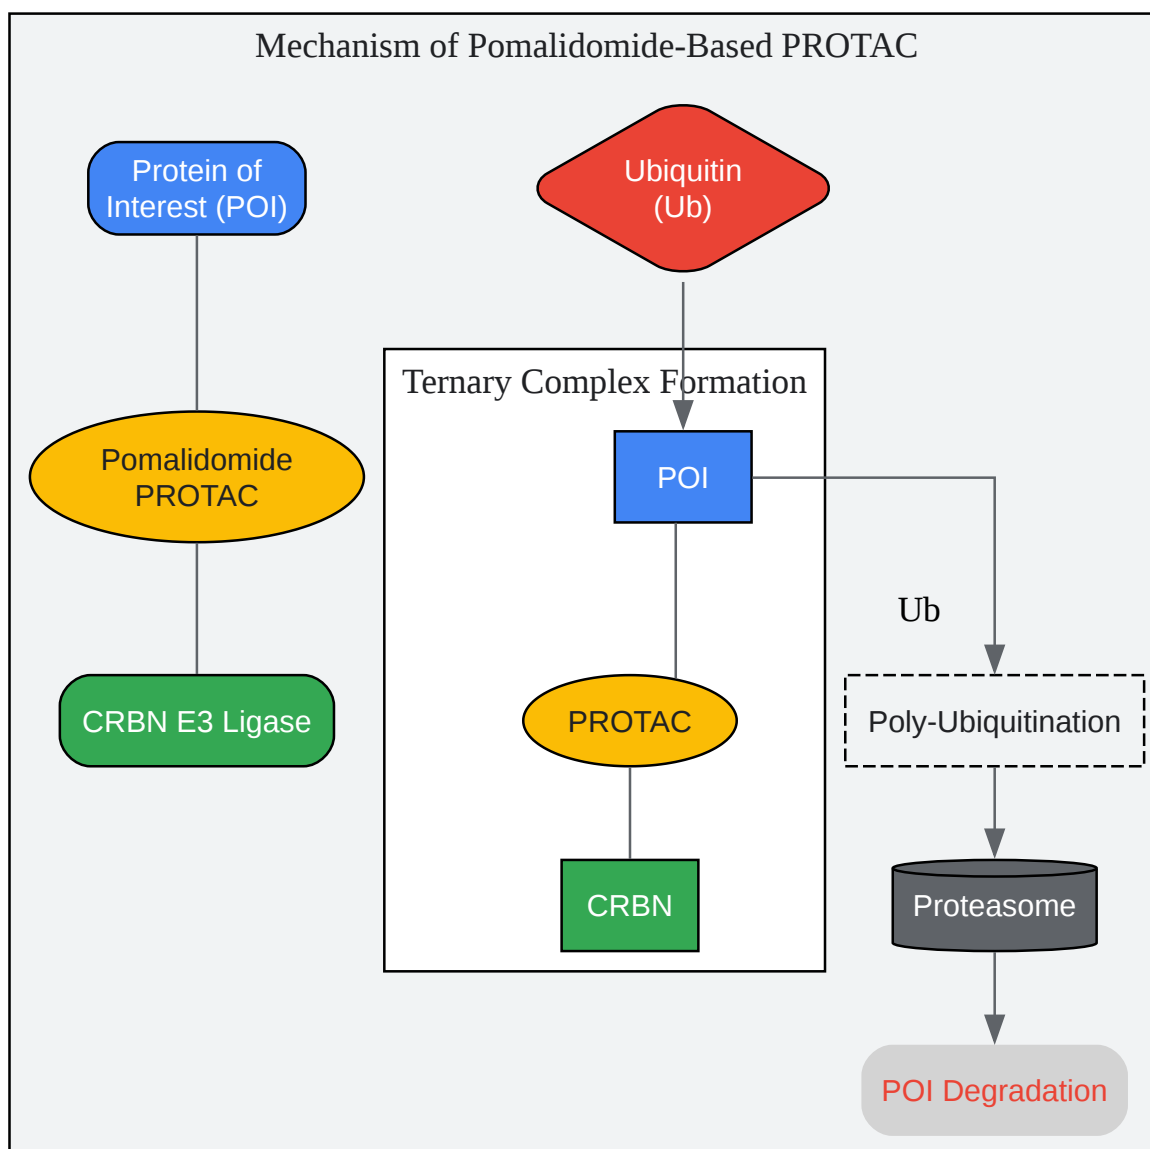 Mechanism of Pomalidomide-Based PROTAC
Protein of
Interest (POI)
Ubiquitin
(Ub)
Ternary Complex Formation
Pomalidomide
PROTAC
POI
Ub
CRBN E3 Ligase
PROTAC
Poly-Ubiquitination
CRBN
Proteasome
POI Degradation